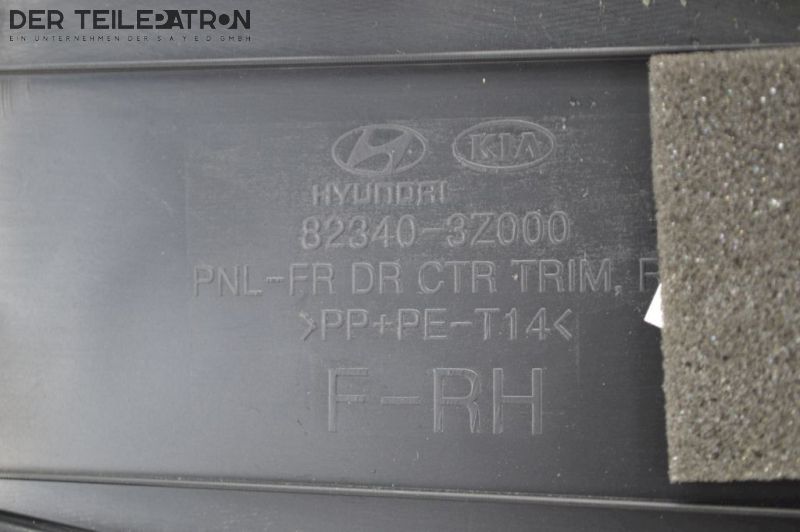 DER TEILEPATRON
EIN UNTERNEHMEN DER SAYED GMBH
KIA
HYUNDAI
82340-3Z000
PNL-FR DR CTR TRIM,
>PP+PE-T14<
F-RH